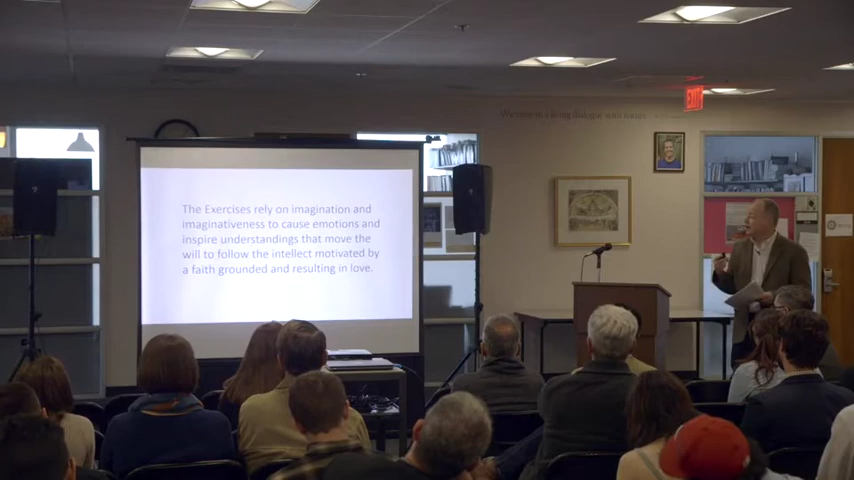 EXIT
The Exercises rely on imagination and
imaginativeness to cause emotions and
inspire understandings that move the
will to follow the intellect motivated by
a faith grounded and resulting in love.